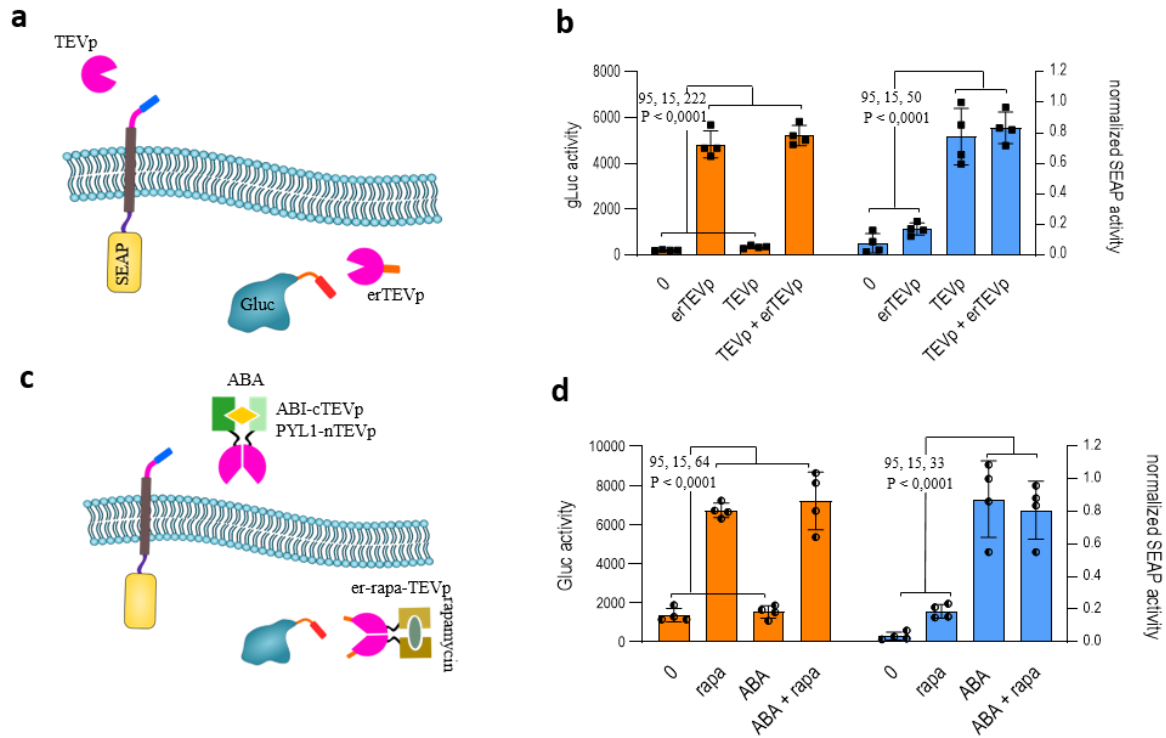 a
TEVp
SEAP
Gluc
erTEVp
b
8000
6000
4000
2000
0
gLuc activity
95, 15, 222
P < 0,0001
95, 15, 50
P < 0,0001
1.2
1.0
0.8
0.6
0.4
0.2
0.0
normalized SEAP activity
0
erTEVp
TEVp
TEVp + erTEVp
0
erTEVp
TEVp
TEVp + erTEVp
c
ABA
ABI-cTEVp
PYL1-nTEVp
er-rapa-TEVp
rapamycin
d
10000
8000
6000
4000
2000
0
Gluc activity
95, 15, 64
P < 0,0001
95, 15, 33
P < 0,0001
1.2
1.0
0.8
0.6
0.4
0.2
0.0
normalized SEAP activity
0
rapa
ABA
ABA + rapa
0
rapa
ABA
ABA + rapa